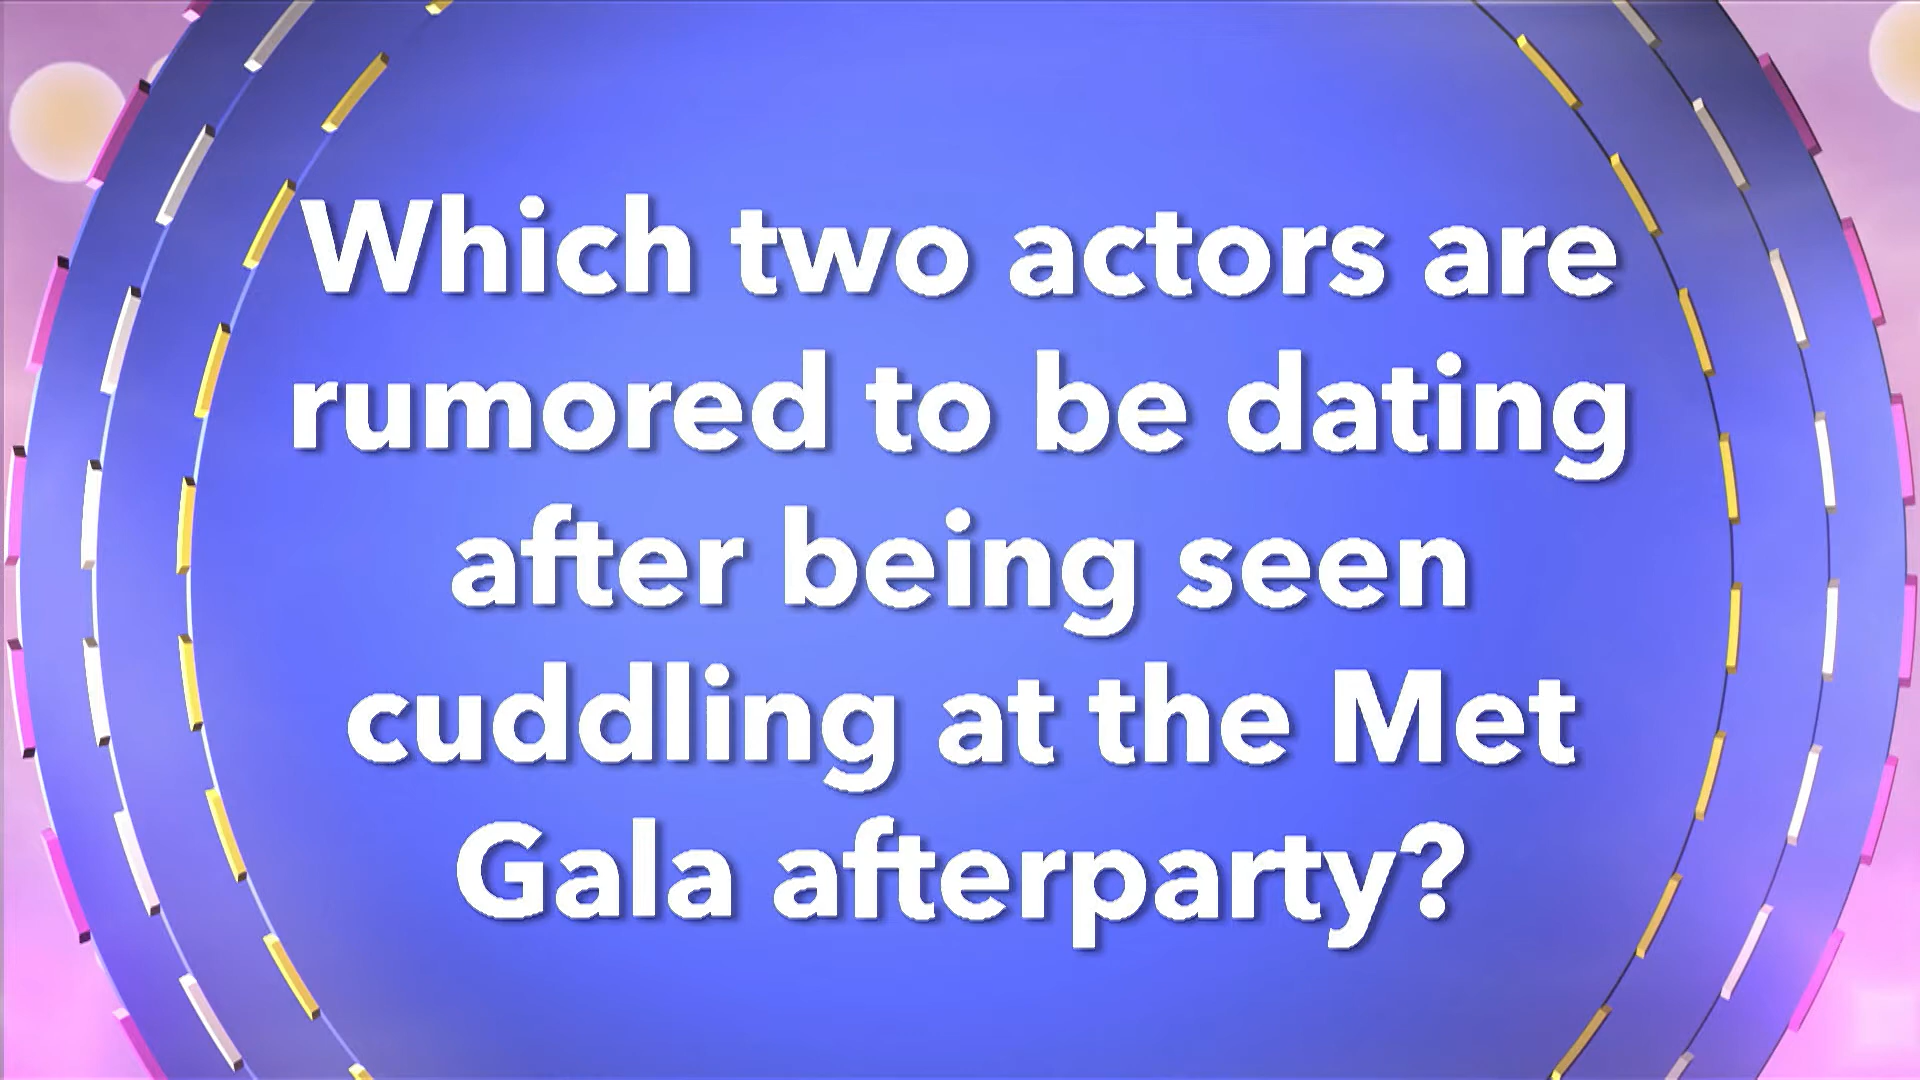 Which two actors are
rumored to be dating
after being seen
cuddling at the Met
Gala afterparty?